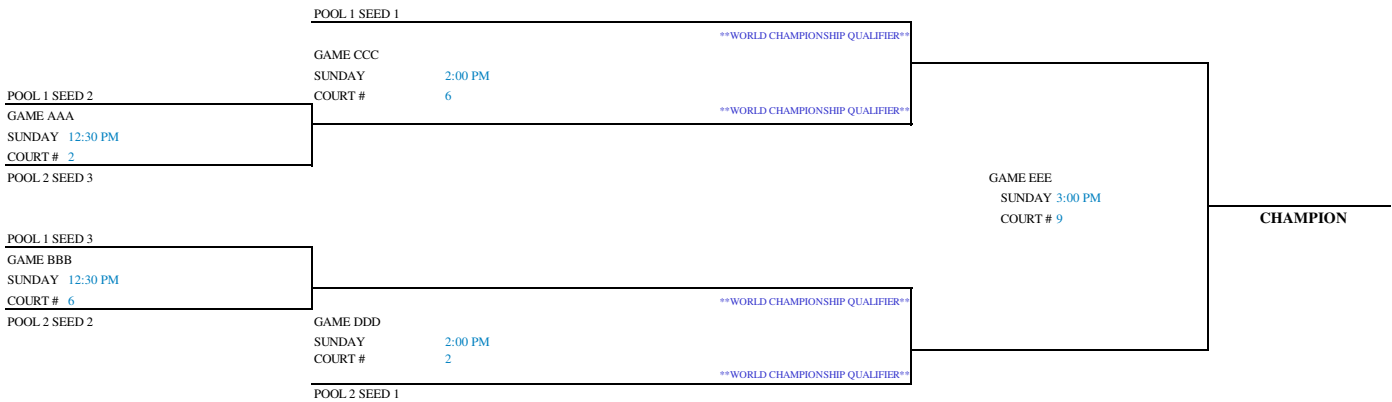 POOL 1 SEED 1
**WORLD CHAMPIONSHIP QUALIFIER**
GAME CCC
SUNDAY 2:00 PM
COURT # 6
**WORLD CHAMPIONSHIP QUALIFIER**
POOL 1 SEED 2
GAME AAA
SUNDAY 12:30 PM
COURT # 2
POOL 2 SEED 3
GAME EEE
SUNDAY 3:00 PM
COURT # 9
CHAMPION
POOL 1 SEED 3
GAME BBB
SUNDAY 12:30 PM
COURT # 6
POOL 2 SEED 2
**WORLD CHAMPIONSHIP QUALIFIER**
GAME DDD
SUNDAY 2:00 PM
COURT # 2
**WORLD CHAMPIONSHIP QUALIFIER**
POOL 2 SEED 1